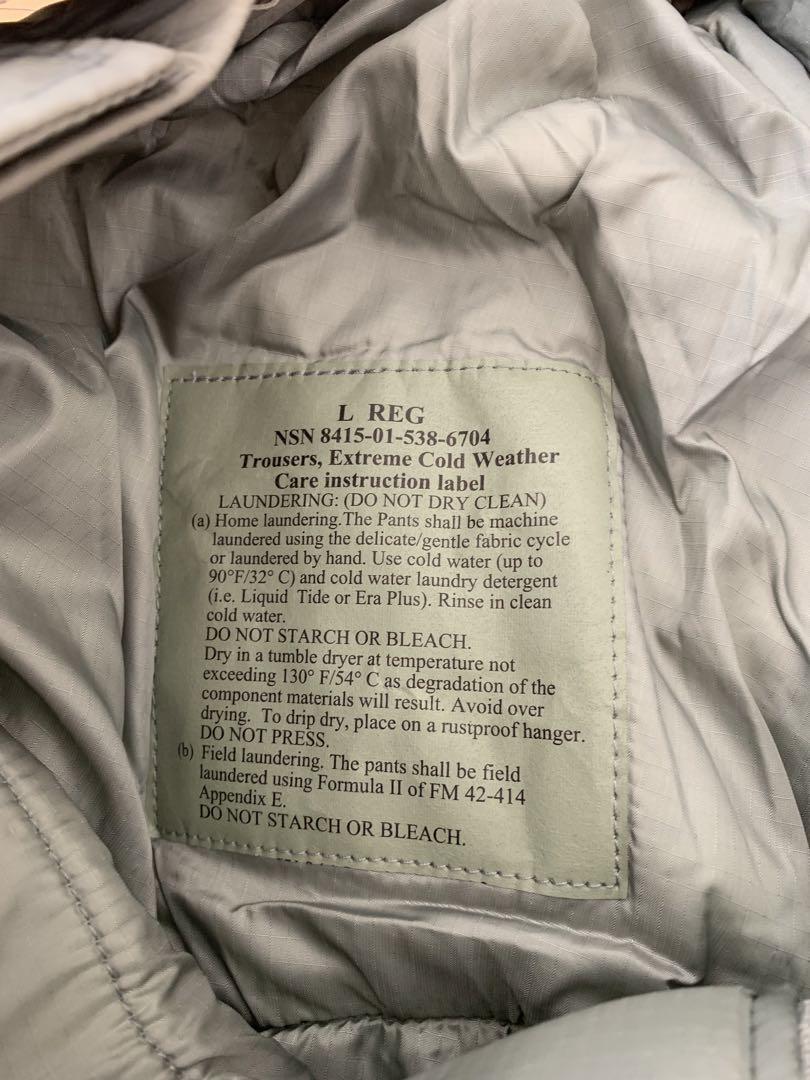 L REG
NSN 8415-01-538-6704
Trousers, Extreme Cold Weather
Care instruction label
LAUNDERING: (DO NOT DRY CLEAN)
(a) Home laundering.The Pants shall be machine
laundered using the delicate/gentle fabric cycle
or laundered by hand. Use cold water (up to
90°F/32° C) and cold water laundry detergent
(i.e. Liquid Tide or Era Plus). Rinse in clean
cold water.
DO NOT STARCH OR BLEACH.
Dry in a tumble dryer at temperature not
exceeding 130° F/54° C as degradation of the
component materials will result. Avoid over
drying. To drip dry, place on a rustproof hanger.
DO NOT PRESS.
(b) Field laundering. The pants shall be field
laundered using Formula II of FM 42-414
Appendix E.
DO NOT STARCH OR BLEACH.